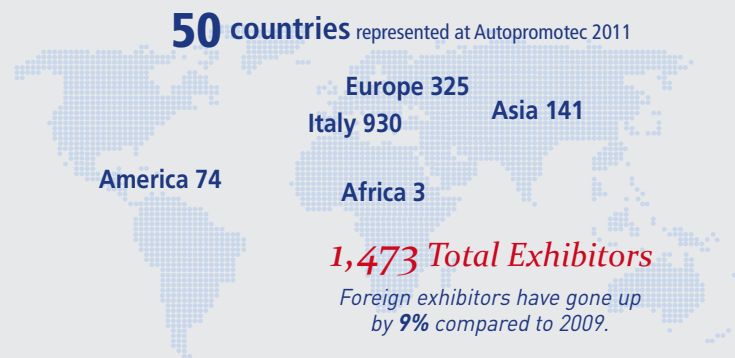 50 countries represented at Autopromotec 2011
Europe 325
Asia 141
Italy 930
America 74
Africa 3
1,473 Total Exhibitors
Foreign exhibitors have gone up
by 9% compared to 2009.